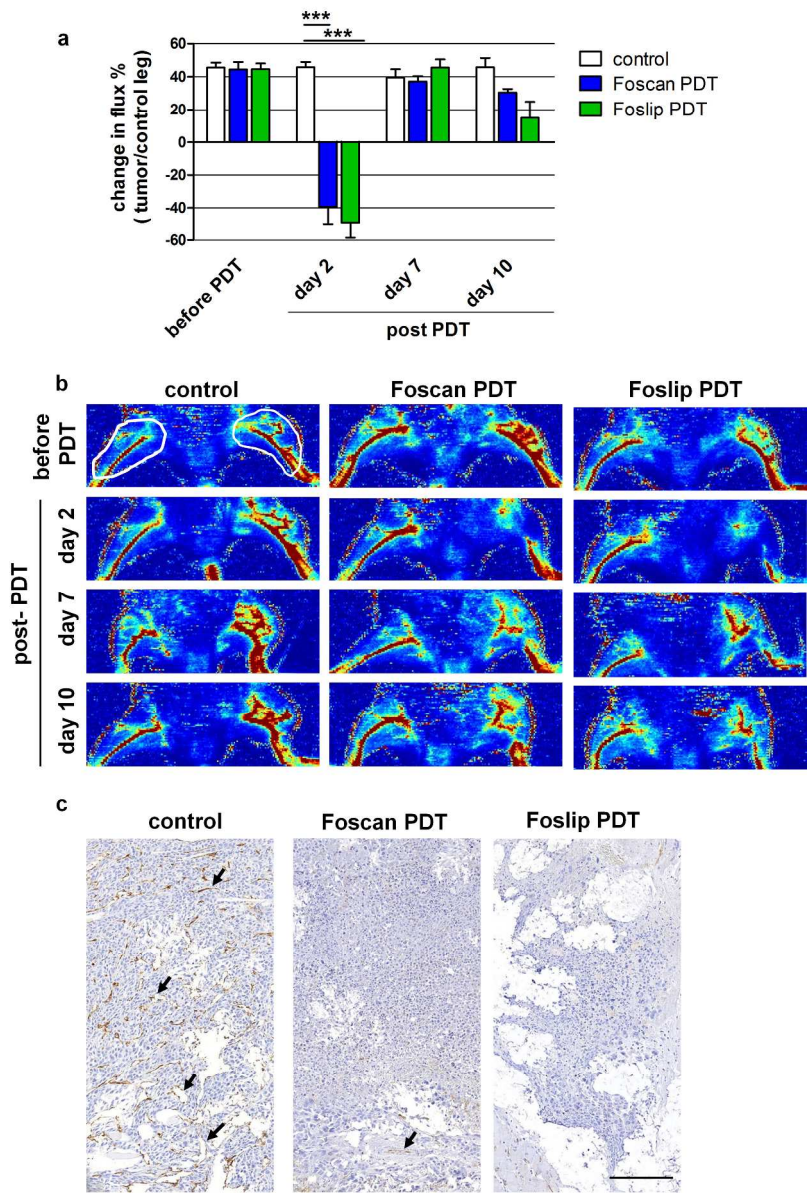 a
***
***
change in flux %
( tumor/control leg)
60
40
20
0
-20
-40
-60
before PDT
day 2
day 7
day 10
post PDT
control
Foscan PDT
Foslip PDT
b
control
Foscan PDT
Foslip PDT
before
PDT
post- PDT
day 2
day 7
day 10
c
control
Foscan PDT
Foslip PDT